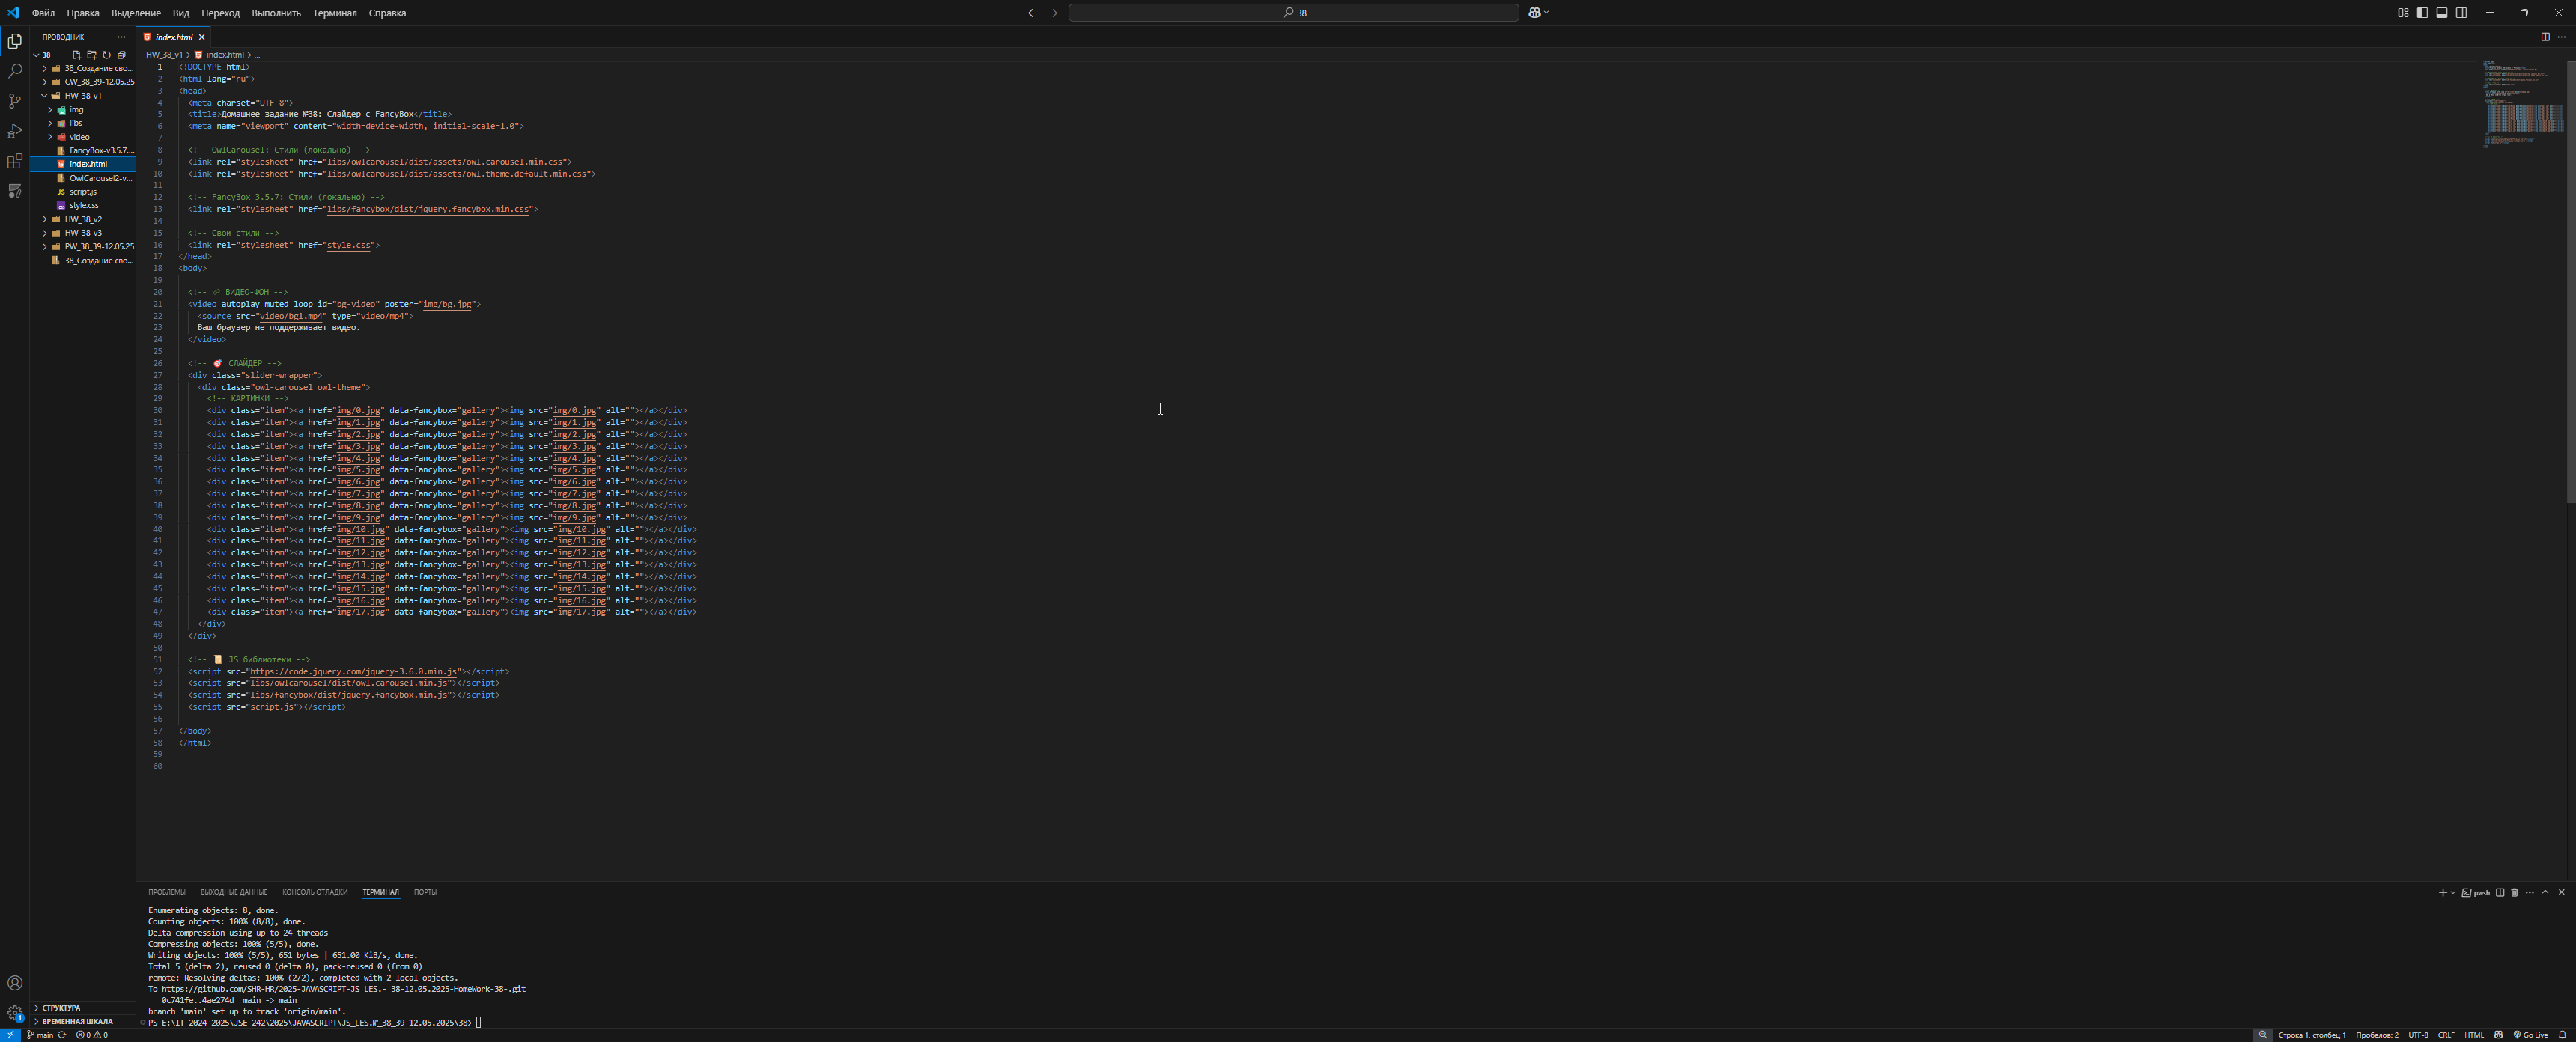 Файл Правка Выделение Вид Переход Выполнить Терминал Справка
38
ПРОВОДНИК
index.html
38
HW_38_v1 > index.html > ...
38_Создание сво...
CW_38_39-12.05.25
HW_38_v1
img
libs
video
FancyBox-v3.5.7....
index.html
OwlCarousel2-v...
JS script.js
style.css
HW_38_v2
HW_38_v3
PW_38_39-12.05.25
38_Создание сво...
1 <!DOCTYPE html>
2 <html lang="ru">
3 <head>
4 <meta charset="UTF-8">
5 <title>Домашнее задание №38: Слайдер с FancyBox</title>
6 <meta name="viewport" content="width=device-width, initial-scale=1.0">
7
8 <!-- OwlCarousel: Стили (локально) -->
9 <link rel="stylesheet" href="libs/owlcarousel/dist/assets/owl.carousel.min.css">
10 <link rel="stylesheet" href="libs/owlcarousel/dist/assets/owl.theme.default.min.css">
11
12 <!-- FancyBox 3.5.7: Стили (локально) -->
13 <link rel="stylesheet" href="libs/fancybox/dist/jquery.fancybox.min.css">
14
15 <!-- Свои стили -->
16 <link rel="stylesheet" href="style.css">
17 </head>
18 <body>
19
20 <!-- ВИДЕО-ФОН -->
21 <video autoplay muted loop id="bg-video" poster="img/bg.jpg">
22 <source src="video/bg1.mp4" type="video/mp4">
23 Ваш браузер не поддерживает видео.
24 </video>
25
26 <!-- 🎯 СЛАЙДЕР -->
27 <div class="slider-wrapper">
28 <div class="owl-carousel owl-theme">
29 <!-- КАРТИНКИ -->
30 <div class="item"><a href="img/0.jpg" data-fancybox="gallery"><img src="img/0.jpg" alt=""></a></div>
31 <div class="item"><a href="img/1.jpg" data-fancybox="gallery"><img src="img/1.jpg" alt=""></a></div>
32 <div class="item"><a href="img/2.jpg" data-fancybox="gallery"><img src="img/2.jpg" alt=""></a></div>
33 <div class="item"><a href="img/3.jpg" data-fancybox="gallery"><img src="img/3.jpg" alt=""></a></div>
34 <div class="item"><a href="img/4.jpg" data-fancybox="gallery"><img src="img/4.jpg" alt=""></a></div>
35 <div class="item"><a href="img/5.jpg" data-fancybox="gallery"><img src="img/5.jpg" alt=""></a></div>
36 <div class="item"><a href="img/6.jpg" data-fancybox="gallery"><img src="img/6.jpg" alt=""></a></div>
37 <div class="item"><a href="img/7.jpg" data-fancybox="gallery"><img src="img/7.jpg" alt=""></a></div>
38 <div class="item"><a href="img/8.jpg" data-fancybox="gallery"><img src="img/8.jpg" alt=""></a></div>
39 <div class="item"><a href="img/9.jpg" data-fancybox="gallery"><img src="img/9.jpg" alt=""></a></div>
40 <div class="item"><a href="img/10.jpg" data-fancybox="gallery"><img src="img/10.jpg" alt=""></a></div>
41 <div class="item"><a href="img/11.jpg" data-fancybox="gallery"><img src="img/11.jpg" alt=""></a></div>
42 <div class="item"><a href="img/12.jpg" data-fancybox="gallery"><img src="img/12.jpg" alt=""></a></div>
43 <div class="item"><a href="img/13.jpg" data-fancybox="gallery"><img src="img/13.jpg" alt=""></a></div>
44 <div class="item"><a href="img/14.jpg" data-fancybox="gallery"><img src="img/14.jpg" alt=""></a></div>
45 <div class="item"><a href="img/15.jpg" data-fancybox="gallery"><img src="img/15.jpg" alt=""></a></div>
46 <div class="item"><a href="img/16.jpg" data-fancybox="gallery"><img src="img/16.jpg" alt=""></a></div>
47 <div class="item"><a href="img/17.jpg" data-fancybox="gallery"><img src="img/17.jpg" alt=""></a></div>
48 </div>
49 </div>
50
51 <!-- 📜 JS библиотеки -->
52 <script src="https://code.jquery.com/jquery-3.6.0.min.js"></script>
53 <script src="libs/owlcarousel/dist/owl.carousel.min.js"></script>
54 <script src="libs/fancybox/dist/jquery.fancybox.min.js"></script>
55 <script src="script.js"></script>
56
57 </body>
58 </html>
59
60
ПРОБЛЕМЫ ВЫХОДНЫЕ ДАННЫЕ КОНСОЛЬ ОТЛАДКИ ТЕРМИНАЛ ПОРТЫ
pwsh
Enumerating objects: 8, done.
Counting objects: 100% (8/8), done.
Delta compression using up to 24 threads
Compressing objects: 100% (5/5), done.
Writing objects: 100% (5/5), 651 bytes | 651.00 KiB/s, done.
Total 5 (delta 2), reused 0 (delta 0), pack-reused 0 (from 0)
remote: Resolving deltas: 100% (2/2), completed with 2 local objects.
To https://github.com/SHR-HR/2025-JAVASCRIPT-JS_LES.-_38-12.05.2025-HomeWork-38-.git
0c741fe..4ae274d main -> main
branch 'main' set up to track 'origin/main'.
PS E:\IT 2024-2025\JSE-242\2025\JAVASCRIPT\JS_LES.№_38_39-12.05.2025\38>
СТРУКТУРА
ВРЕМЕННАЯ ШКАЛА
1
main 0 0
Строка 1, столбец 1 Пробелов: 2 UTF-8 CRLF HTML Go Live